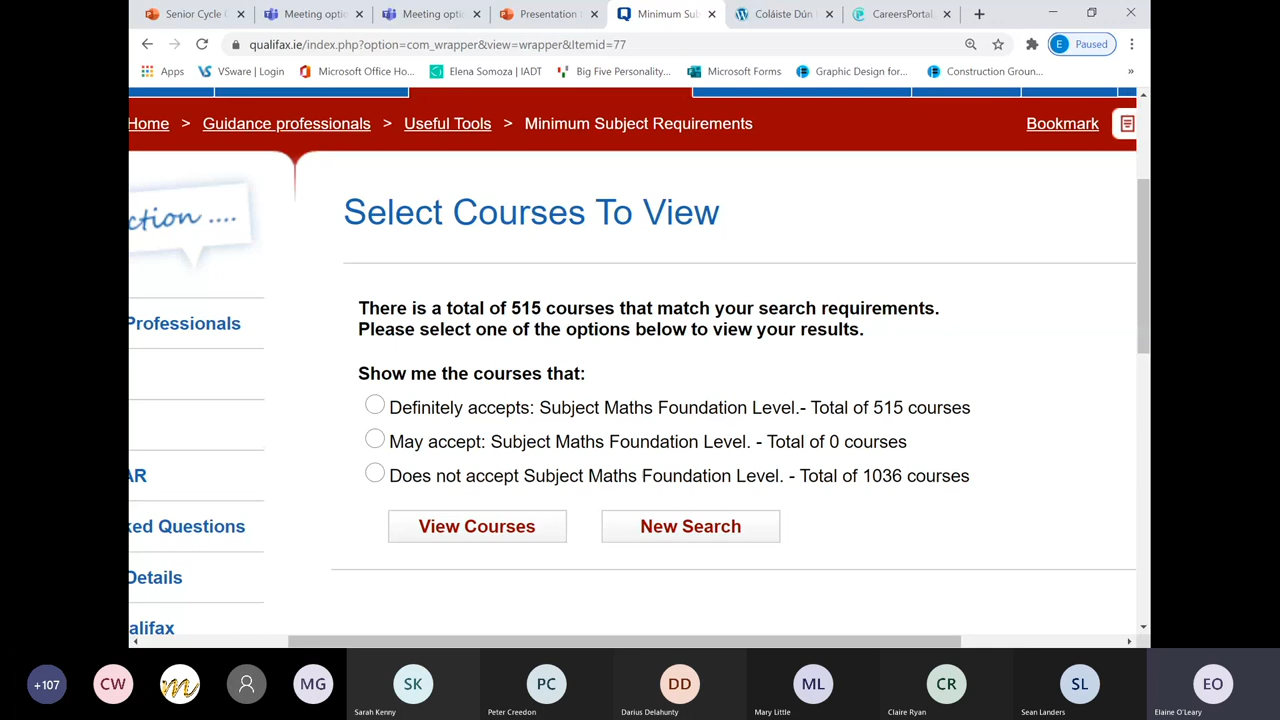 Senior Cycle
Meeting option
Meeting optio
Presentation
Minimum Sub
Coláiste Dún
CareersPortal
qualifax.ie/index.php?option=com_wrapper&view=wrapper&Itemid=77
E Paused
Apps
VSware | Login
Microsoft Office Ho...
Elena Somoza | IADT
Big Five Personality...
Microsoft Forms
Graphic Design for...
Construction Groun...
»
Home > Guidance professionals > Useful Tools > Minimum Subject Requirements
Bookmark
ction ....
Professionals
AR
ked Questions
Details
alifax
Select Courses To View
There is a total of 515 courses that match your search requirements.
Please select one of the options below to view your results.
Show me the courses that:
Definitely accepts: Subject Maths Foundation Level.- Total of 515 courses
May accept: Subject Maths Foundation Level. - Total of 0 courses
Does not accept Subject Maths Foundation Level. - Total of 1036 courses
View Courses
New Search
+107
CW
m
MG
SK
Sarah Kenny
PC
Peter Creedon
DD
Darius Delahunty
ML
Mary Little
CR
Claire Ryan
SL
Sean Landers
EO
Elaine O'Leary